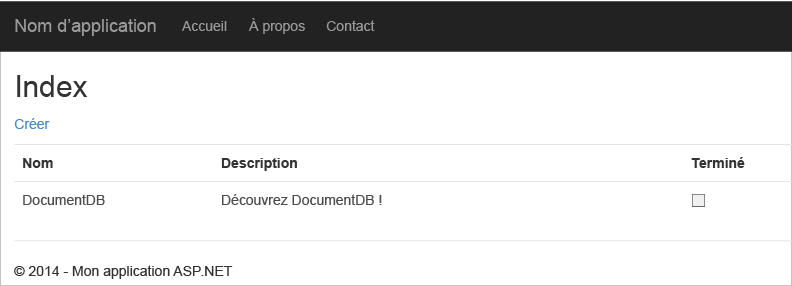 Nom d’application Accueil À propos Contact
Index
Créer
Nom Description Terminé
DocumentDB Découvrez DocumentDB !
© 2014 - Mon application ASP.NET